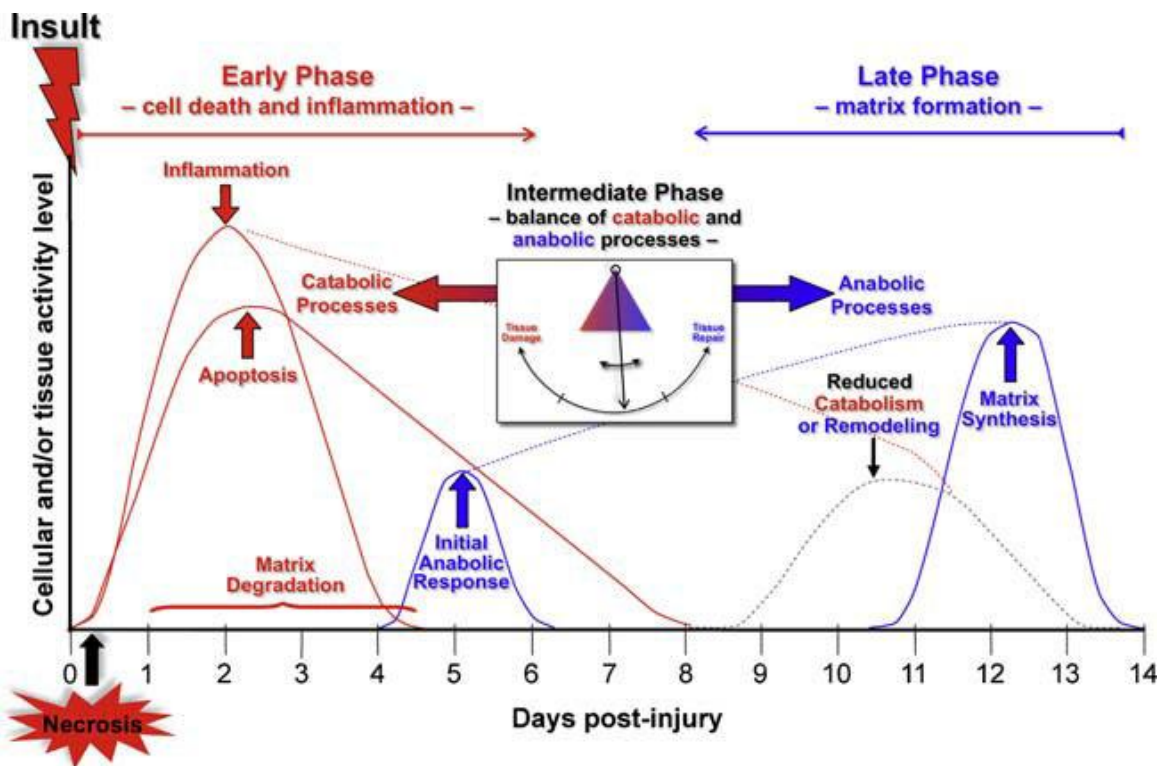 Insult
Early Phase
– cell death and inflammation –
Late Phase
– matrix formation –
Inflammation
Intermediate Phase
– balance of catabolic and
anabolic processes –
Catabolic
Processes
Anabolic
Processes
Tissue
Damage
Tissue
Repair
Apoptosis
Reduced
Catabolism
or Remodeling
Matrix
Synthesis
Matrix
Degradation
Initial
Anabolic
Response
Cellular and/or tissue activity level
0 1 2 3 4 5 6 7 8 9 10 11 12 13 14
Necrosis
Days post-injury